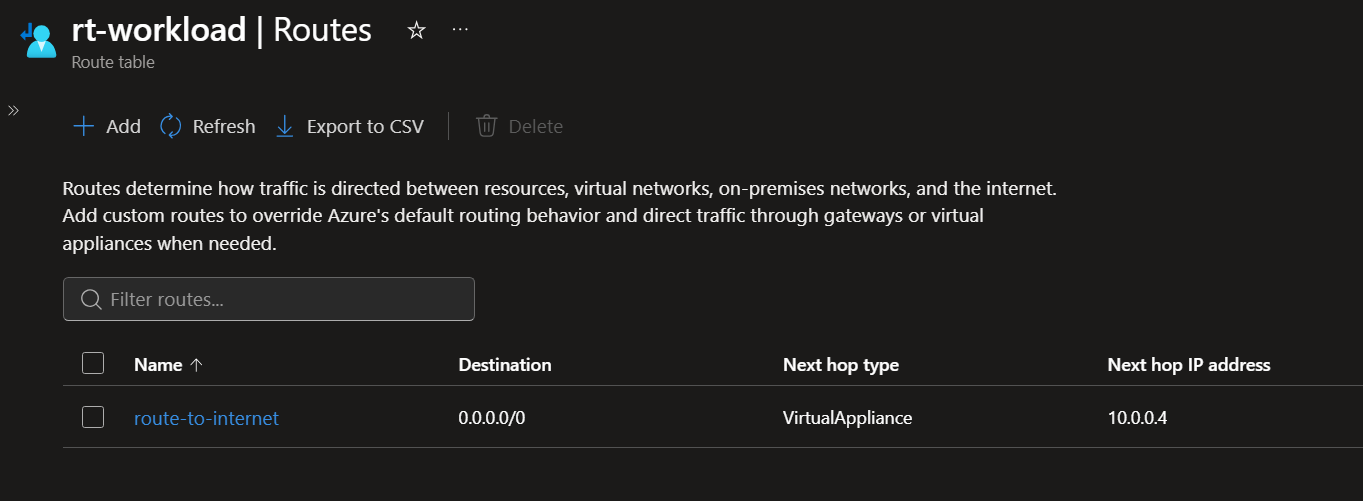 rt-workload | Routes
Route table
Add
Refresh
Export to CSV
Delete
Routes determine how traffic is directed between resources, virtual networks, on-premises networks, and the internet.
Add custom routes to override Azure's default routing behavior and direct traffic through gateways or virtual
appliances when needed.
Filter routes...
Name ↑ Destination Next hop type Next hop IP address
route-to-internet 0.0.0.0/0 VirtualAppliance 10.0.0.4